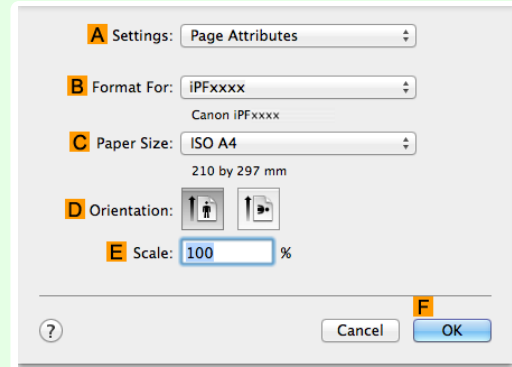 A Settings: Page Attributes
B Format For: iPFxxxx
Canon iPFxxxx
C Paper Size: ISO A4
210 by 297 mm
D Orientation:
E Scale: 100 %
F
? Cancel OK